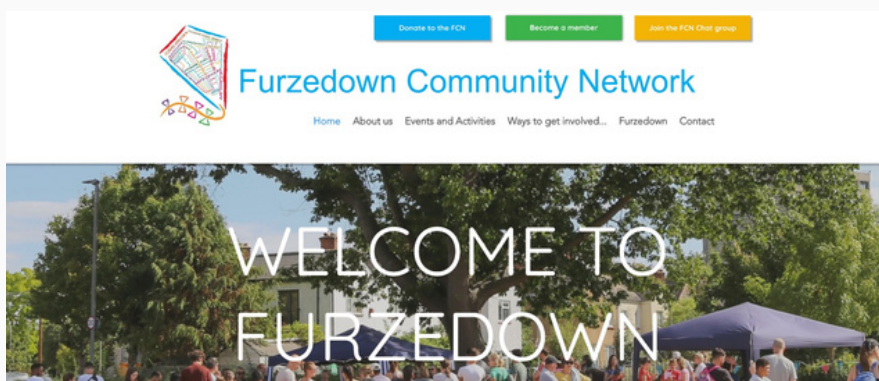 Donate to the FCN
Become a member
Join the FCN Chat group
Furzedown Community Network
Home About us Events and Activities Ways to get involved... Furzedown Contact
WELCOME TO
FURZEDOWN